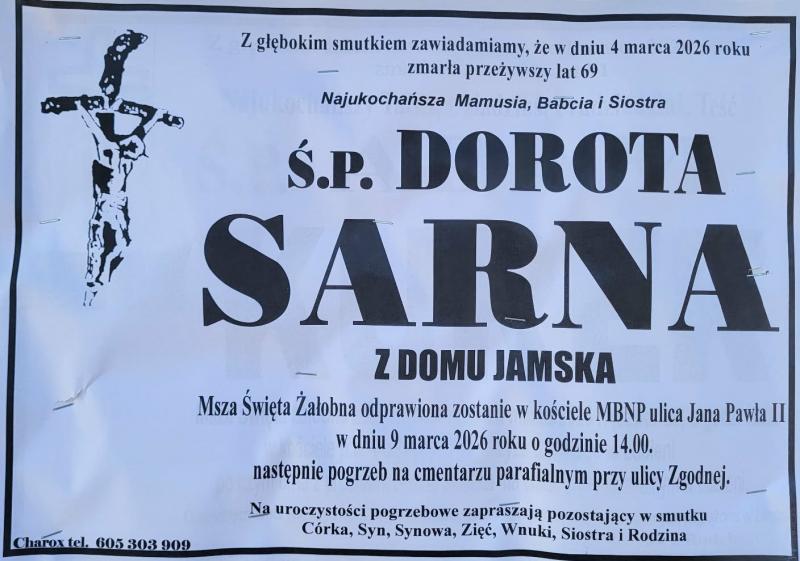 Z głębokim smutkiem zawiadamiamy, że w dniu 4 marca 2026 roku
zmarła przeżywszy lat 69
Najukochańsza Mamusia, Babcia i Siostra
Ś.P. DOROTA
SARNA
Z DOMU JAMSKA
Msza Święta Żałobna odprawiona zostanie w kościele MBNP ulica Jana Pawła II
w dniu 9 marca 2026 roku o godzinie 14.00.
następnie pogrzeb na cmentarzu parafialnym przy ulicy Zgodnej.
Na uroczystości pogrzebowe zapraszają pozostający w smutku
Córka, Syn, Synowa, Zięć, Wnuki, Siostra i Rodzina
Charox tel. 605 303 909